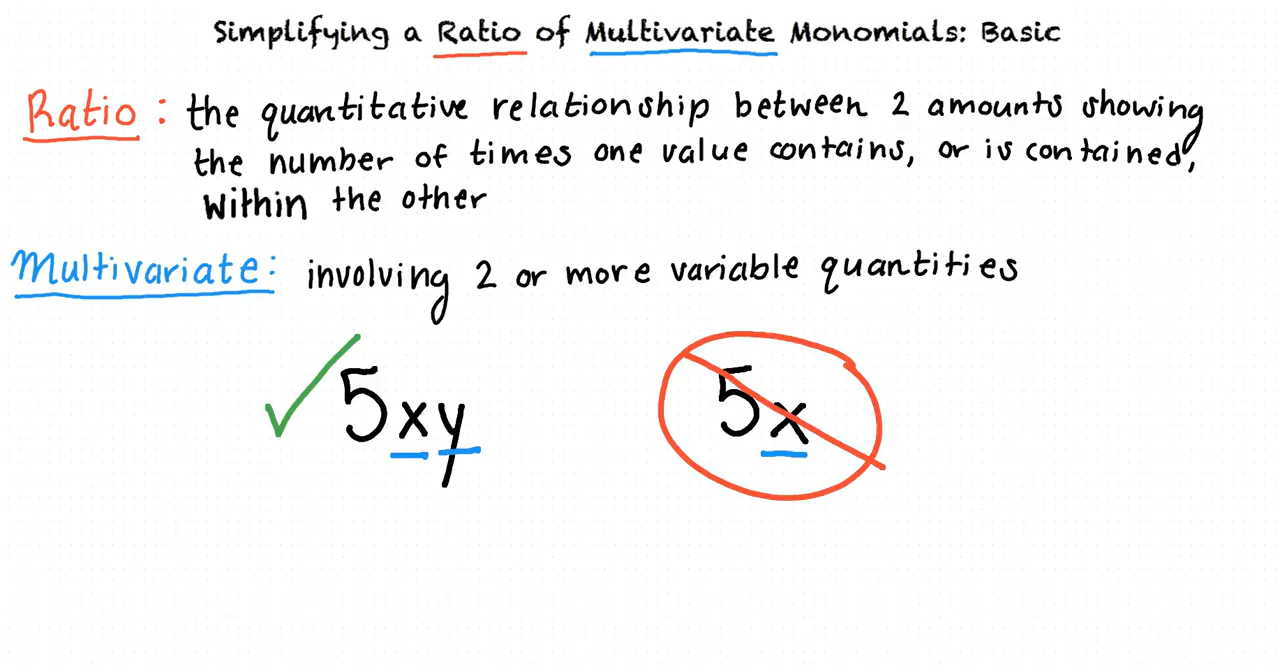 Simplifying a Ratio of Multivariate Monomials: Basic
Ratio: the quantitative relationship between 2 amounts showing
the number of times one value contains, or is contained,
within the other
Multivariate: involving 2 or more variable quantities
5xy 5x